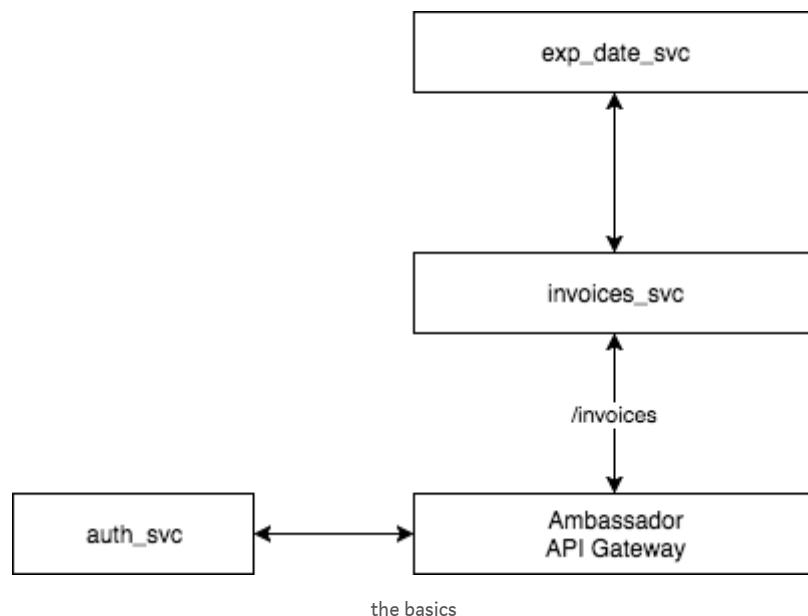 exp_date_svc
invoices_svc
/invoices
auth_svc
Ambassador
API Gateway
the basics